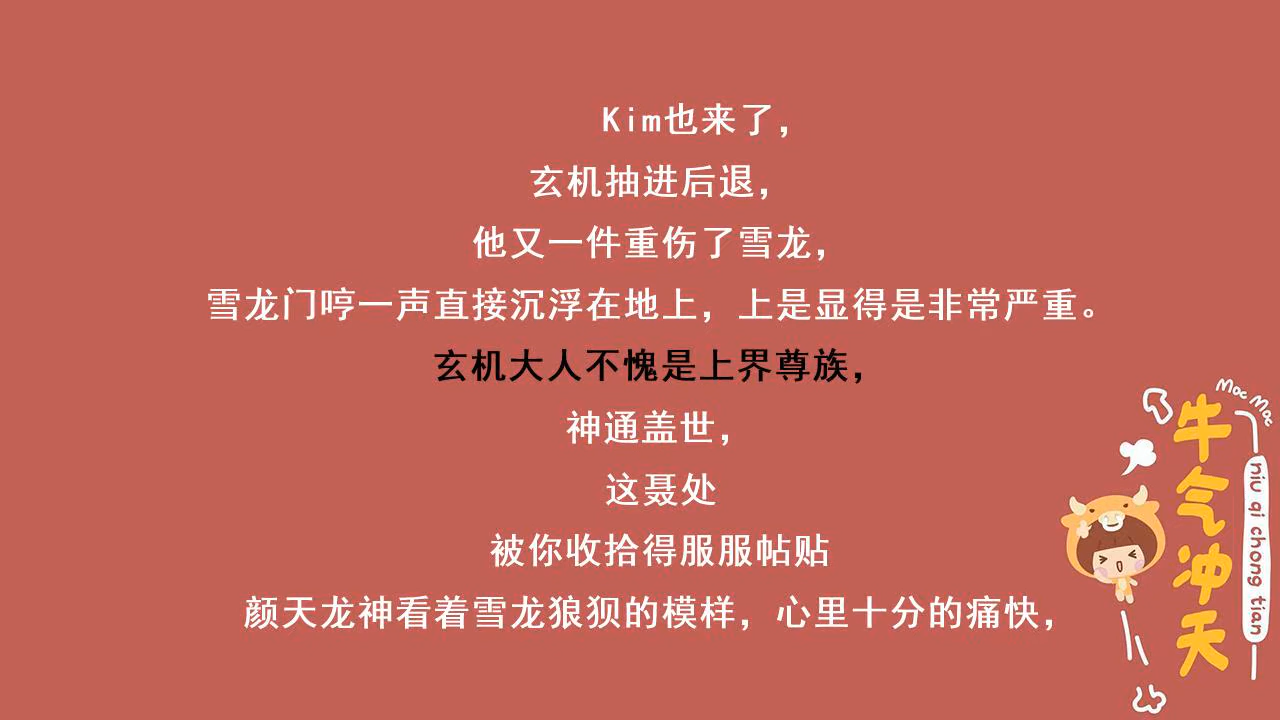 Kim也来了，
玄机抽进后退，
他又一件重伤了雪龙，
雪龙门哼一声直接沉浮在地上，上是显得是非常严重。
玄机大人不愧是上界尊族，
神通盖世，
这聂处
被你收拾得服服帖贴
颜天龙神看着雪龙狼狈的模样，心里十分的痛快，
Moc Moc
牛气冲天
niu qi chong tian